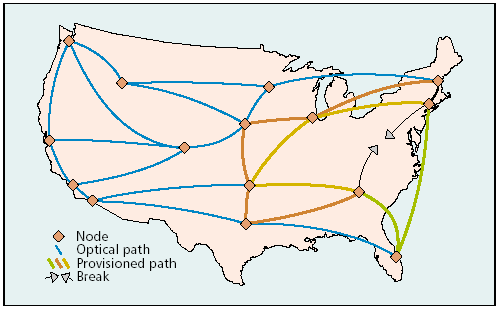 Node
Optical path
Provisioned path
Break